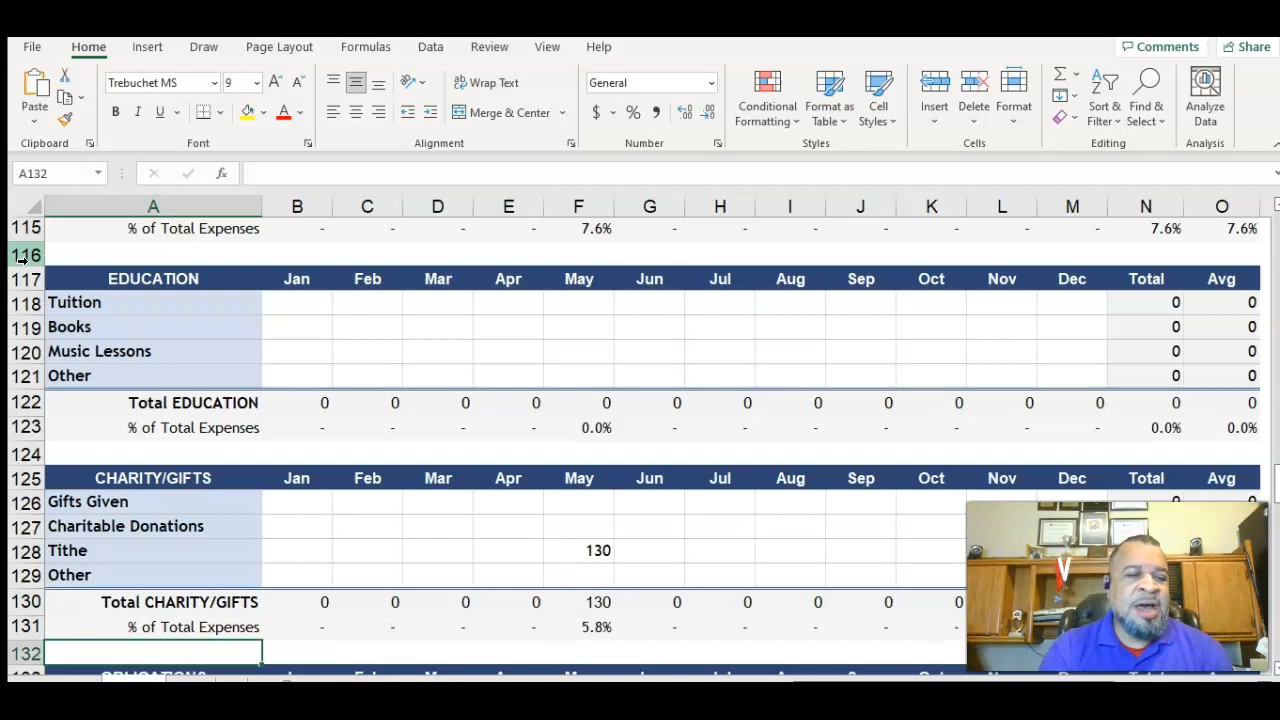 File Home Insert Draw Page Layout Formulas Data Review View Help Comments Share
Paste
Clipboard
Trebuchet MS 9
B I U
Font
Wrap Text
Merge & Center
Alignment
General
$ % ,
Number
Conditional Formatting
Format as Table
Cell Styles
Styles
Insert
Delete
Format
Cells
Sort & Filter
Find & Select
Editing
Analyze Data
Analysis
A132 fx
A B C D E F G H I J K L M N O
115 % of Total Expenses - - - - 7.6% - - - - - - - 7.6% 7.6%
116
117 EDUCATION Jan Feb Mar Apr May Jun Jul Aug Sep Oct Nov Dec Total Avg
118 Tuition 0 0
119 Books 0 0
120 Music Lessons 0 0
121 Other 0 0
122 Total EDUCATION 0 0 0 0 0 0 0 0 0 0 0 0 0 0
123 % of Total Expenses - - - - 0.0% - - - - - - - 0.0% 0.0%
124
125 CHARITY/GIFTS Jan Feb Mar Apr May Jun Jul Aug Sep Oct Nov Dec Total Avg
126 Gifts Given 0 0
127 Charitable Donations
128 Tithe 130
129 Other
130 Total CHARITY/GIFTS 0 0 0 0 130 0 0 0 0 0
131 % of Total Expenses - - - - 5.8% - - - -
132